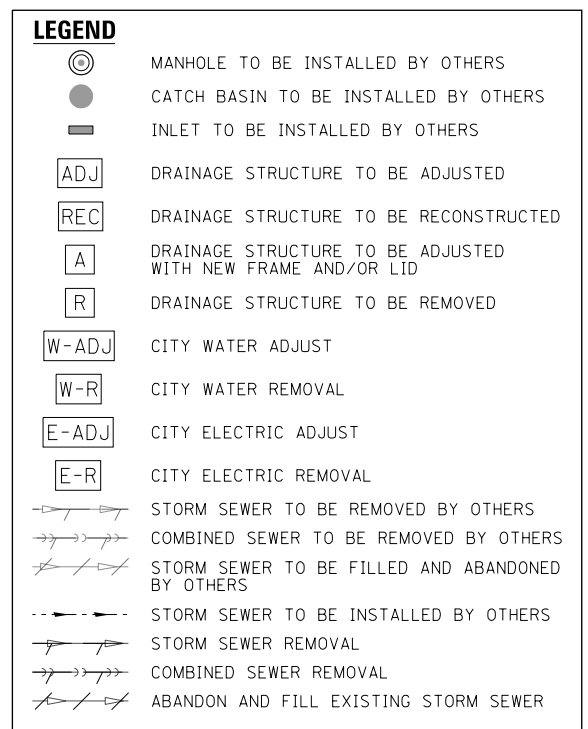 LEGEND
MANHOLE TO BE INSTALLED BY OTHERS
CATCH BASIN TO BE INSTALLED BY OTHERS
INLET TO BE INSTALLED BY OTHERS
ADJ DRAINAGE STRUCTURE TO BE ADJUSTED
REC DRAINAGE STRUCTURE TO BE RECONSTRUCTED
A DRAINAGE STRUCTURE TO BE ADJUSTED
WITH NEW FRAME AND/OR LID
R DRAINAGE STRUCTURE TO BE REMOVED
W-ADJ CITY WATER ADJUST
W-R CITY WATER REMOVAL
E-ADJ CITY ELECTRIC ADJUST
E-R CITY ELECTRIC REMOVAL
STORM SEWER TO BE REMOVED BY OTHERS
COMBINED SEWER TO BE REMOVED BY OTHERS
STORM SEWER TO BE FILLED AND ABANDONED
BY OTHERS
STORM SEWER TO BE INSTALLED BY OTHERS
STORM SEWER REMOVAL
COMBINED SEWER REMOVAL
ABANDON AND FILL EXISTING STORM SEWER